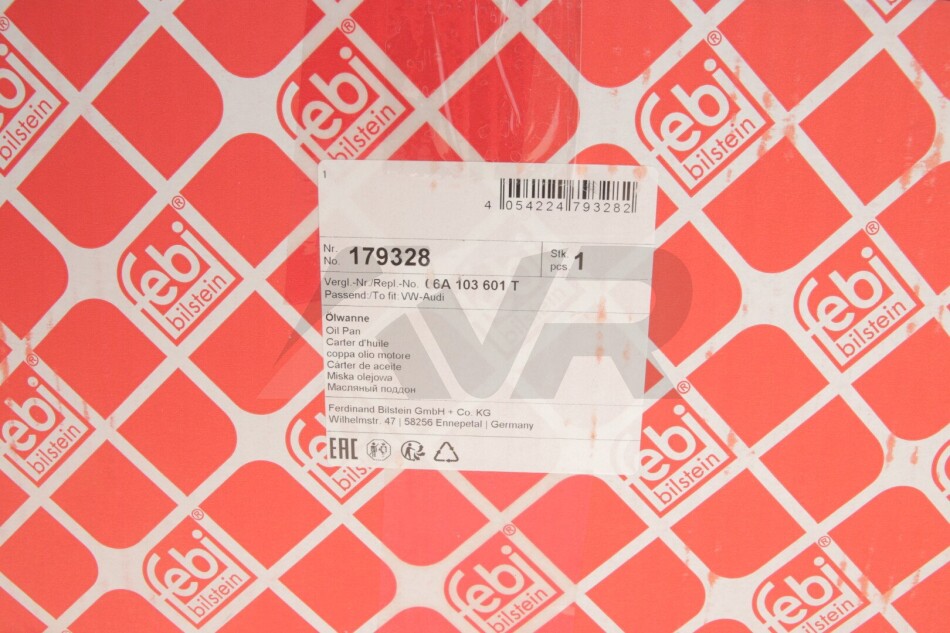 febi®
bilstein
1
4 054224 793282
Nr.
No. 179328
Stk.
pcs. 1
Vergl.-Nr./Repl.-No. 06A 103 601 T
Passend:/To fit:VW-Audi
Ölwanne
Oil Pan
Carter d'huile
coppa olio motore
Cárter de aceite
Miska olejowa
Масляный поддон
Ferdinand Bilstein GmbH + Co. KG
Wilhelmstr. 47 | 58256 Ennepetal | Germany
EAC
AVR